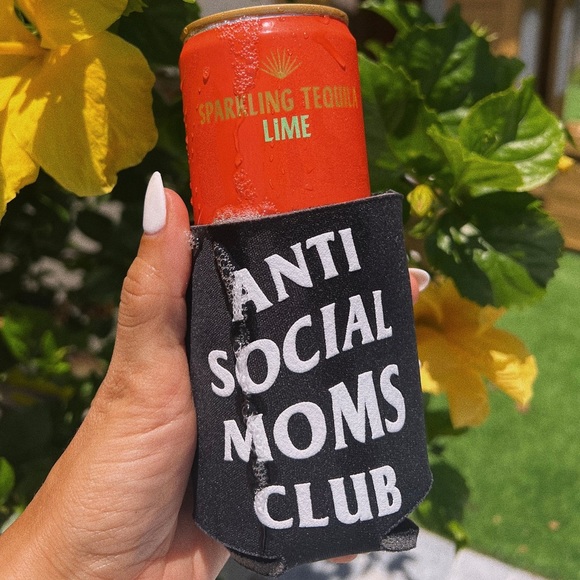 SPARKLING TEQUILA
LiME
ANTI
SOCIAL
MOMS
CLUB